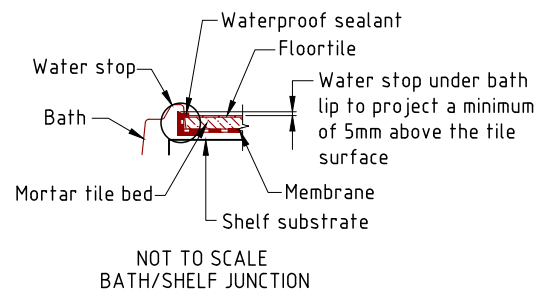 Waterproof sealant
Floortile
Water stop
Water stop under bath
lip to project a minimum
of 5mm above the tile
surface
Bath
Mortar tile bed
Membrane
Shelf substrate
NOT TO SCALE
BATH/SHELF JUNCTION